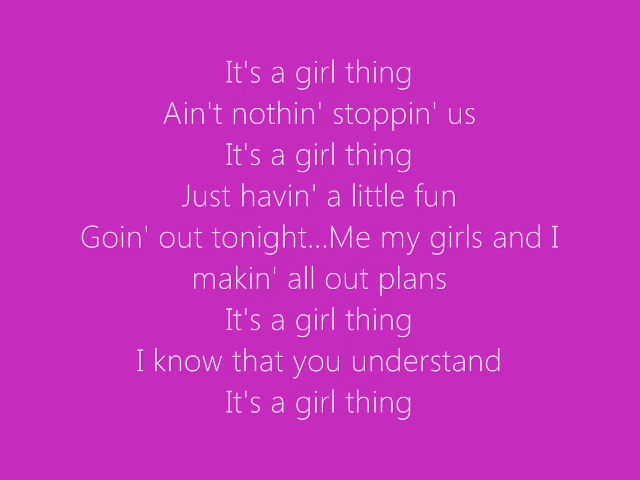 It's a girl thing
Ain't nothin' stoppin' us
It's a girl thing
Just havin' a little fun
Goin' out tonight...Me my girls and I
makin' all out plans
It's a girl thing
I know that you understand
It's a girl thing